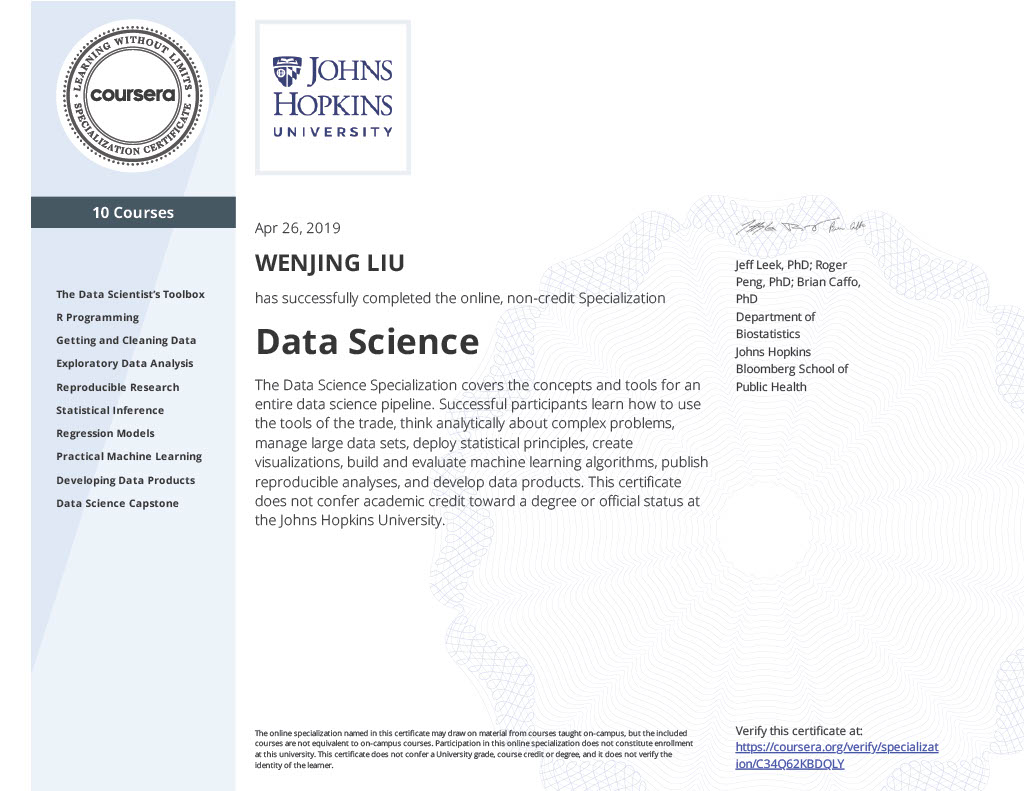 LEARNING WITHOUT LIMITS
coursera
SPECIALIZATION CERTIFICATE
JOHNS
HOPKINS
UNIVERSITY
10 Courses
The Data Scientist's Toolbox
R Programming
Getting and Cleaning Data
Exploratory Data Analysis
Reproducible Research
Statistical Inference
Regression Models
Practical Machine Learning
Developing Data Products
Data Science Capstone
Apr 26, 2019
WENJING LIU
has successfully completed the online, non-credit Specialization
Data Science
The Data Science Specialization covers the concepts and tools for an
entire data science pipeline. Successful participants learn how to use
the tools of the trade, think analytically about complex problems,
manage large data sets, deploy statistical principles, create
visualizations, build and evaluate machine learning algorithms, publish
reproducible analyses, and develop data products. This certificate
does not confer academic credit toward a degree or official status at
the Johns Hopkins University.
Jeff Leek, PhD; Roger
Peng, PhD; Brian Caffo,
PhD
Department of
Biostatistics
Johns Hopkins
Bloomberg School of
Public Health
The online specialization named in this certificate may draw on material from courses taught on-campus, but the included
courses are not equivalent to on-campus courses. Participation in this online specialization does not constitute enrollment
at this university. This certificate does not confer a University grade, course credit or degree, and it does not verify the
identity of the learner.
Verify this certificate at:
https://coursera.org/verify/specializat
ion/C34Q62KBDQLY